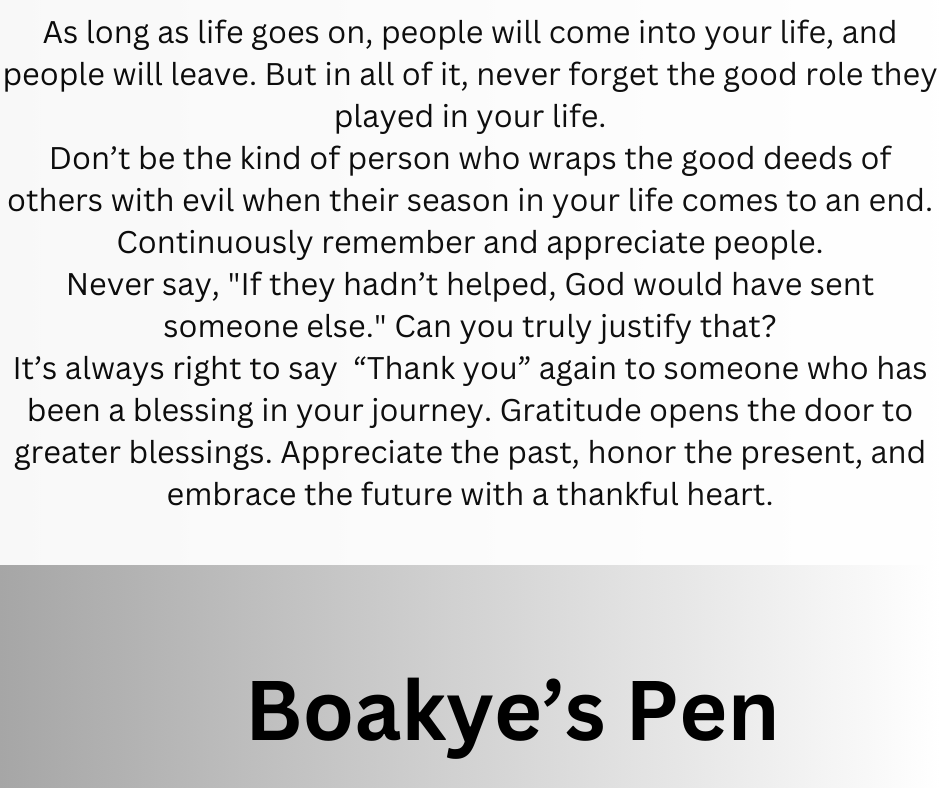 As long as life goes on, people will come into your life, and
people will leave. But in all of it, never forget the good role they
played in your life.
Don’t be the kind of person who wraps the good deeds of
others with evil when their season in your life comes to an end.
Continuously remember and appreciate people.
Never say, "If they hadn’t helped, God would have sent
someone else." Can you truly justify that?
It’s always right to say  “Thank you” again to someone who has
been a blessing in your journey. Gratitude opens the door to
greater blessings. Appreciate the past, honor the present, and
embrace the future with a thankful heart.
Boakye’s Pen